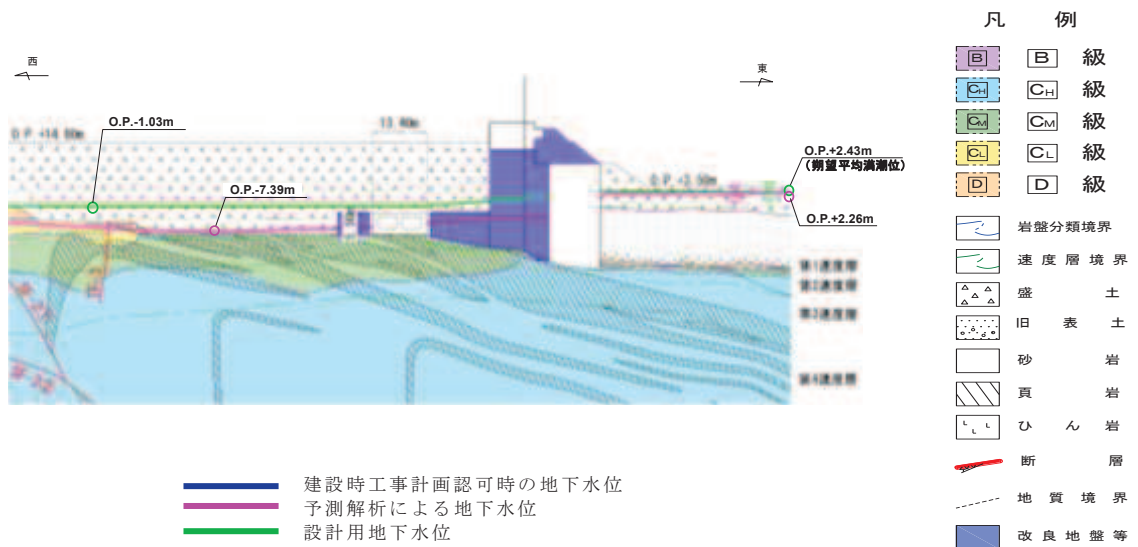 西
東
O.P.-1.03m
O.P.+14.80m
13.40m
O.P.-7.39m
O.P.+2.43m
(朔望平均満潮位)
O.P.+3.50m
O.P.+2.26m
第1速度層
第2速度層
第3速度層
第4速度層
建設時工事計画認可時の地下水位
予測解析による地下水位
設計用地下水位
凡 例
B B 級
CH CH 級
CM CM 級
CL CL 級
D D 級
岩盤分類境界
速度層境界
盛土
旧表土
砂岩
頁岩
ひん岩
断層
地質境界
改良地盤等